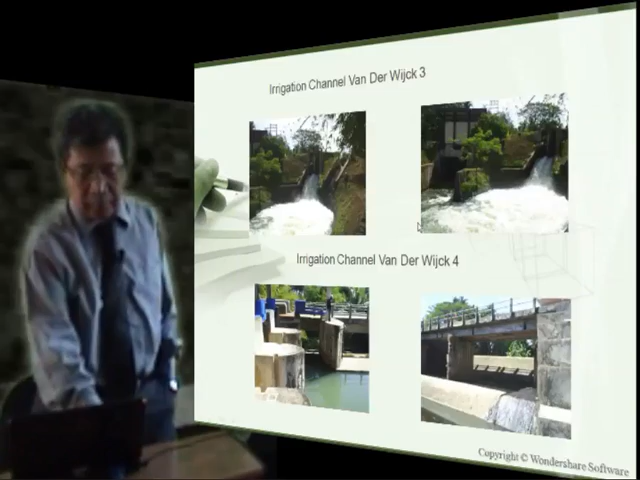 Irrigation Channel Van Der Wijck 3
Irrigation Channel Van Der Wijck 4
Copyright © Wondershare Software